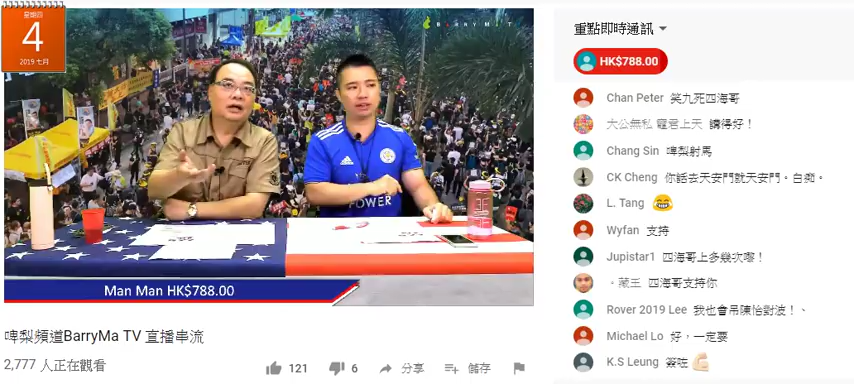 星期四
4
2019 七月
BARRYMA TV
POWER
Man Man HK$788.00
啤梨頻道BarryMa TV 直播串流
2,777 人正在觀看
121
6
分享
儲存
重點即時通訊
HK$788.00
Chan Peter 笑九死四海哥
大公無私 寵君上天 講得好！
Chang Sin 啤梨射馬
CK Cheng 你話去天安門就天安門。白癡。
L. Tang 😂
Wyfan 支持
Jupistar1 四海哥上多幾次嚟！
。藏王 四海哥支持你
Rover 2019 Lee 我也會吊陳怡對波！、
Michael Lo 好，一定要
K.S Leung 簽咗 💪🏻